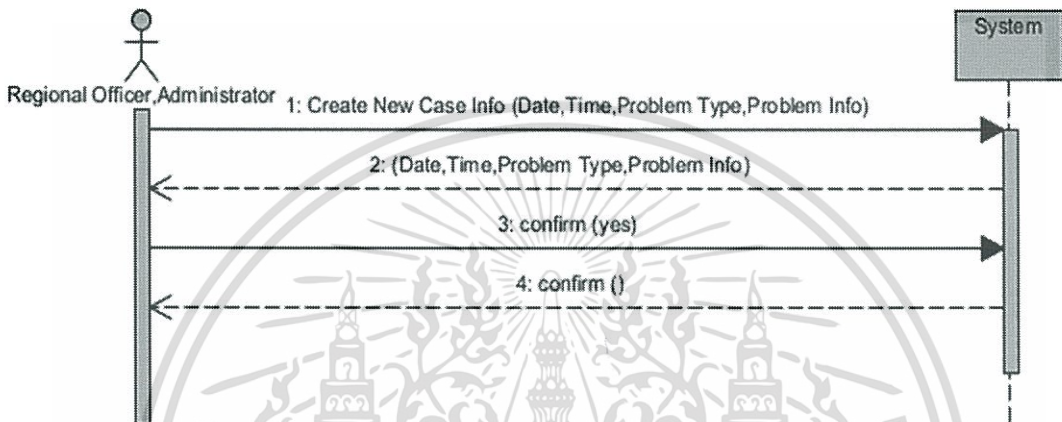 System
Regional Officer,Administrator
1: Create New Case Info (Date,Time,Problem Type,Problem Info)
2: (Date,Time,Problem Type,Problem Info)
3: confirm (yes)
4: confirm ()